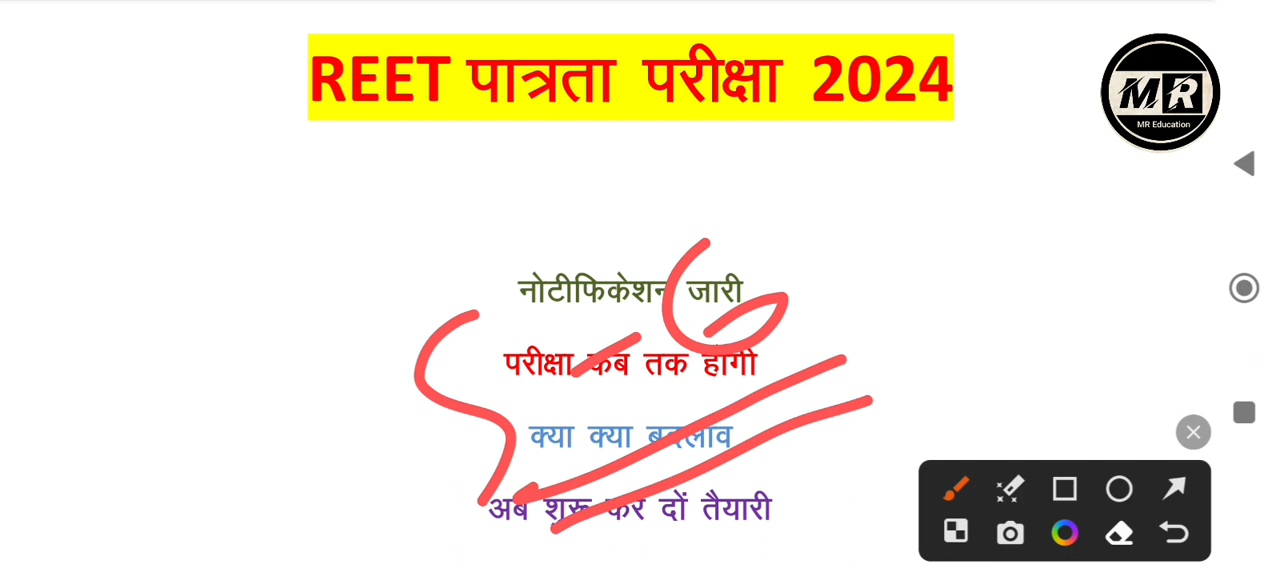 REET पात्रता परीक्षा 2024
MR
MR Education
नोटीफिकेशन जारी
परीक्षा कब तक होगी
क्या क्या बदलाव
अब शुरू कर दों तैयारी